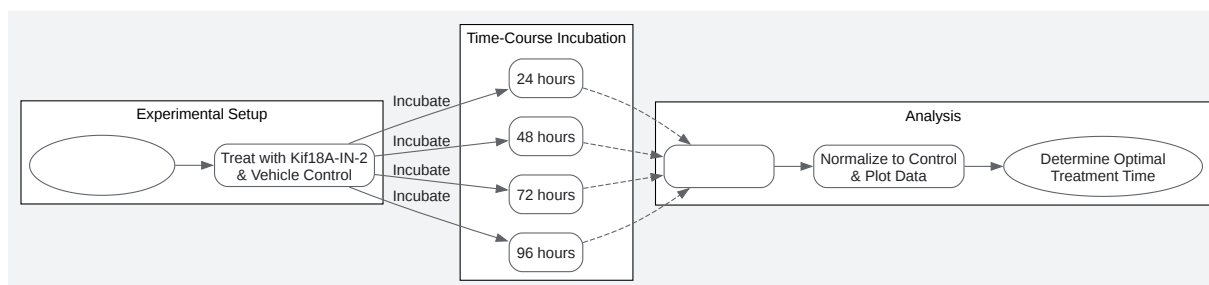 Experimental Setup
Treat with Kif18A-IN-2
& Vehicle Control
Incubate
Incubate
Incubate
Incubate
Time-Course Incubation
24 hours
48 hours
72 hours
96 hours
Analysis
Normalize to Control
& Plot Data
Determine Optimal
Treatment Time